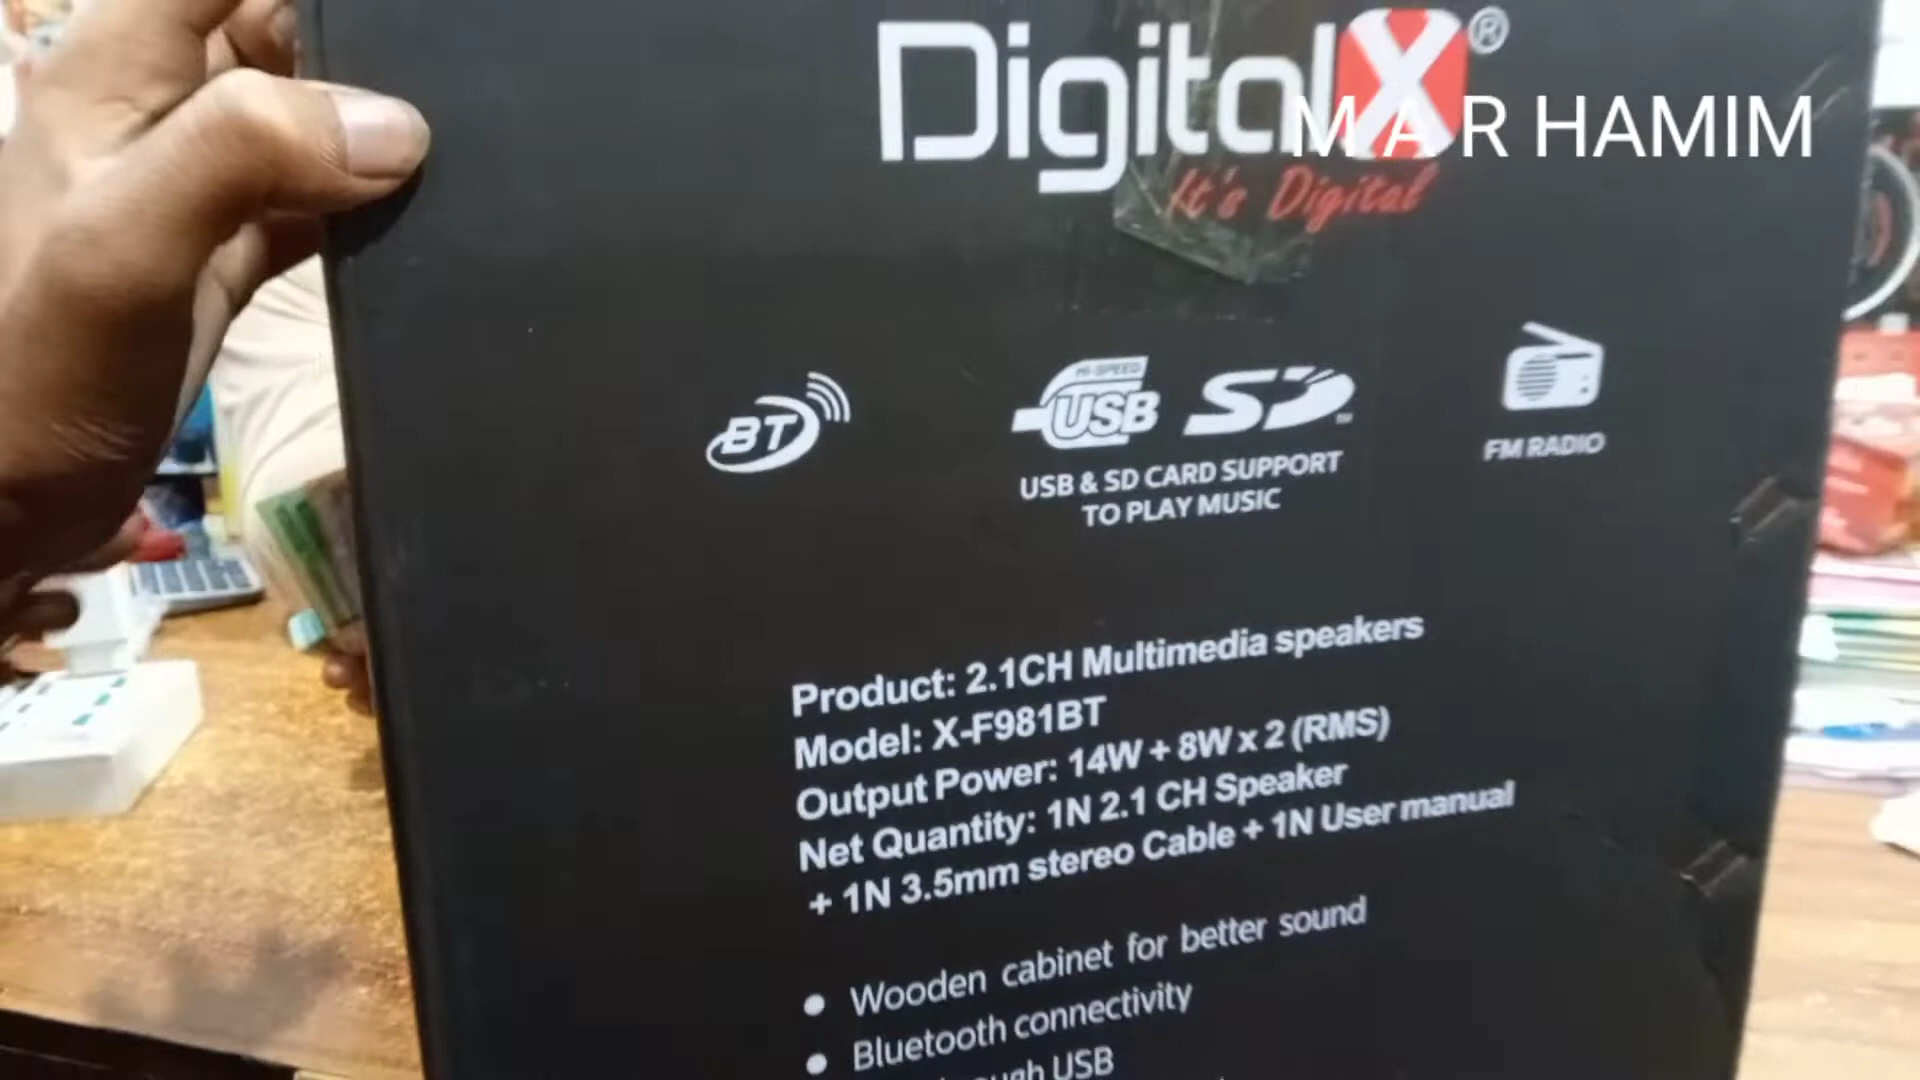 DigitalX®
M A R HAMIM
It's Digital
BT
HI-SPEED
USB
SD™
USB & SD CARD SUPPORT
TO PLAY MUSIC
FM RADIO
Product: 2.1CH Multimedia speakers
Model: X-F981BT
Output Power: 14W + 8W x 2 (RMS)
Net Quantity: 1N 2.1 CH Speaker
+ 1N 3.5mm stereo Cable + 1N User manual
• Wooden cabinet for better sound
• Bluetooth connectivity
USB